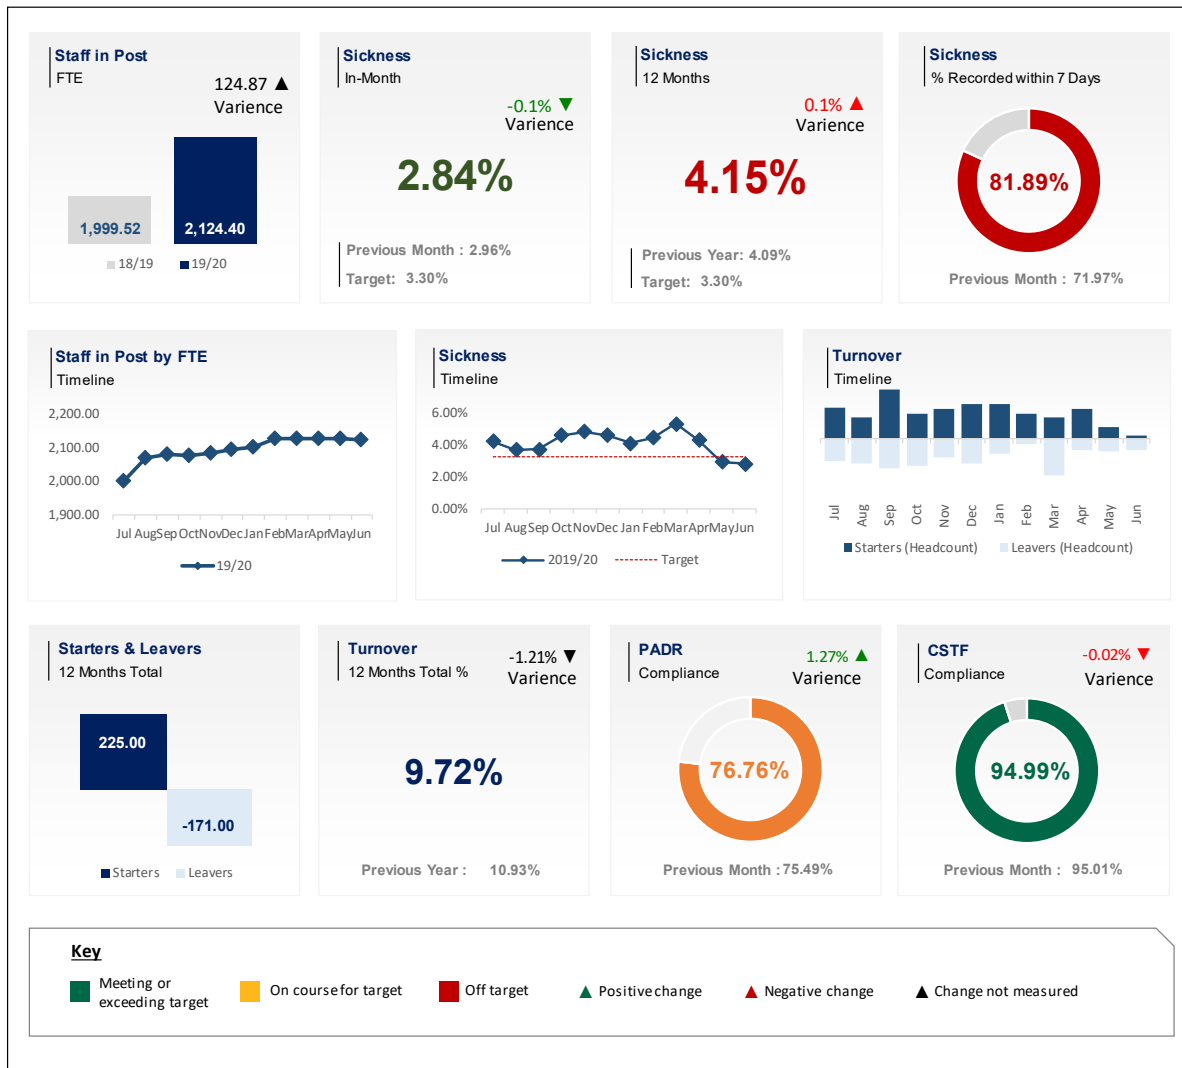 Staff in Post
FTE
124.87 ▲
Varience
1,999.52
2,124.40
18/19
19/20
Sickness
In-Month
-0.1% ▼
Varience
2.84%
Previous Month : 2.96%
Target: 3.30%
Sickness
12 Months
0.1% ▲
Varience
4.15%
Previous Year: 4.09%
Target: 3.30%
Sickness
% Recorded within 7 Days
81.89%
Previous Month : 71.97%
Staff in Post by FTE
Timeline
2,200.00
2,100.00
2,000.00
1,900.00
Jul Aug Sep Oct Nov Dec Jan Feb Mar Apr May Jun
19/20
Sickness
Timeline
6.00%
4.00%
2.00%
0.00%
Jul Aug Sep Oct Nov Dec Jan Feb Mar Apr May Jun
2019/20
Target
Turnover
Timeline
Jul Aug Sep Oct Nov Dec Jan Feb Mar Apr May Jun
Starters (Headcount)
Leavers (Headcount)
Starters & Leavers
12 Months Total
225.00
-171.00
Starters
Leavers
Turnover
12 Months Total %
-1.21% ▼
Varience
9.72%
Previous Year : 10.93%
PADR
Compliance
1.27% ▲
Varience
76.76%
Previous Month : 75.49%
CSTF
Compliance
-0.02% ▼
Varience
94.99%
Previous Month : 95.01%
Key
Meeting or
exceeding target
On course for target
Off target
▲ Positive change
▲ Negative change
▲ Change not measured